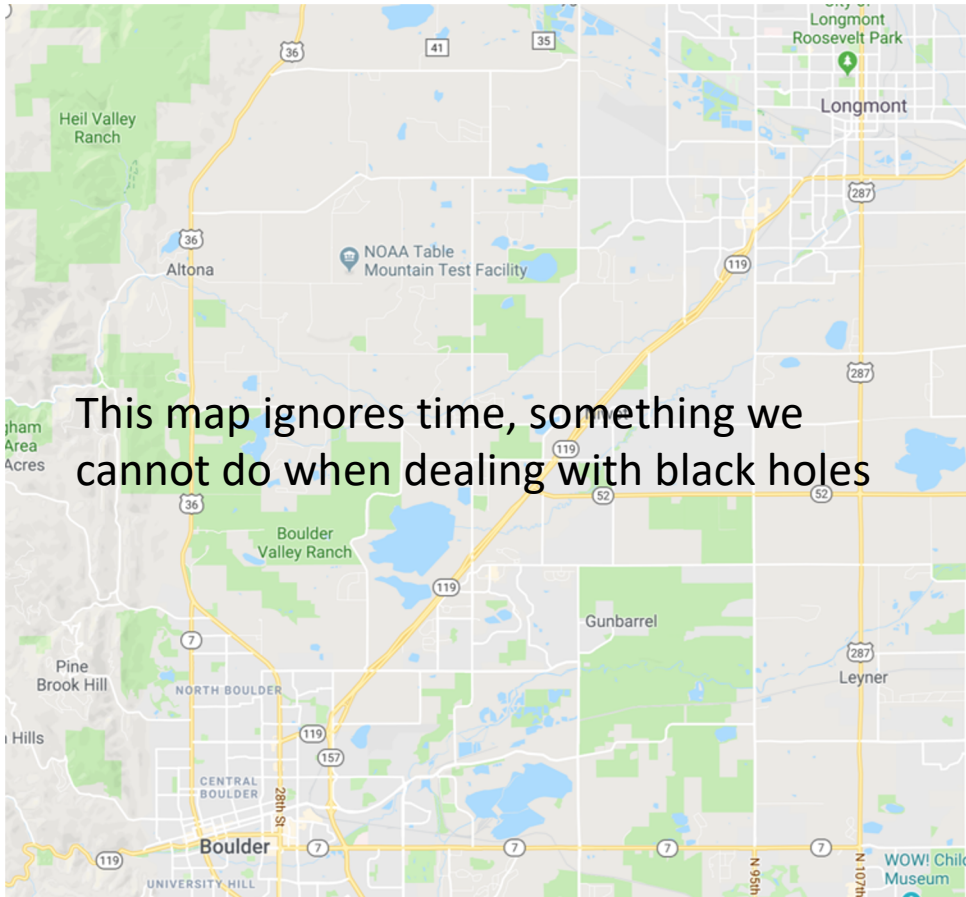 City of
Longmont
Roosevelt Park
36
41
35
Longmont
Heil Valley
Ranch
287
36
Altona
NOAA Table
Mountain Test Facility
119
287
This map ignores time, something we
cannot do when dealing with black holes
Area
Acres
119
52
52
36
Boulder
Valley Ranch
119
Gunbarrel
7
287
Leyner
Pine
Brook Hill
NORTH BOULDER
Hills
119
157
CENTRAL
BOULDER
28th St
Boulder
7
7
7
7
119
UNIVERSITY HILL
N 95th
N 107th
WOW! Chil
Museum